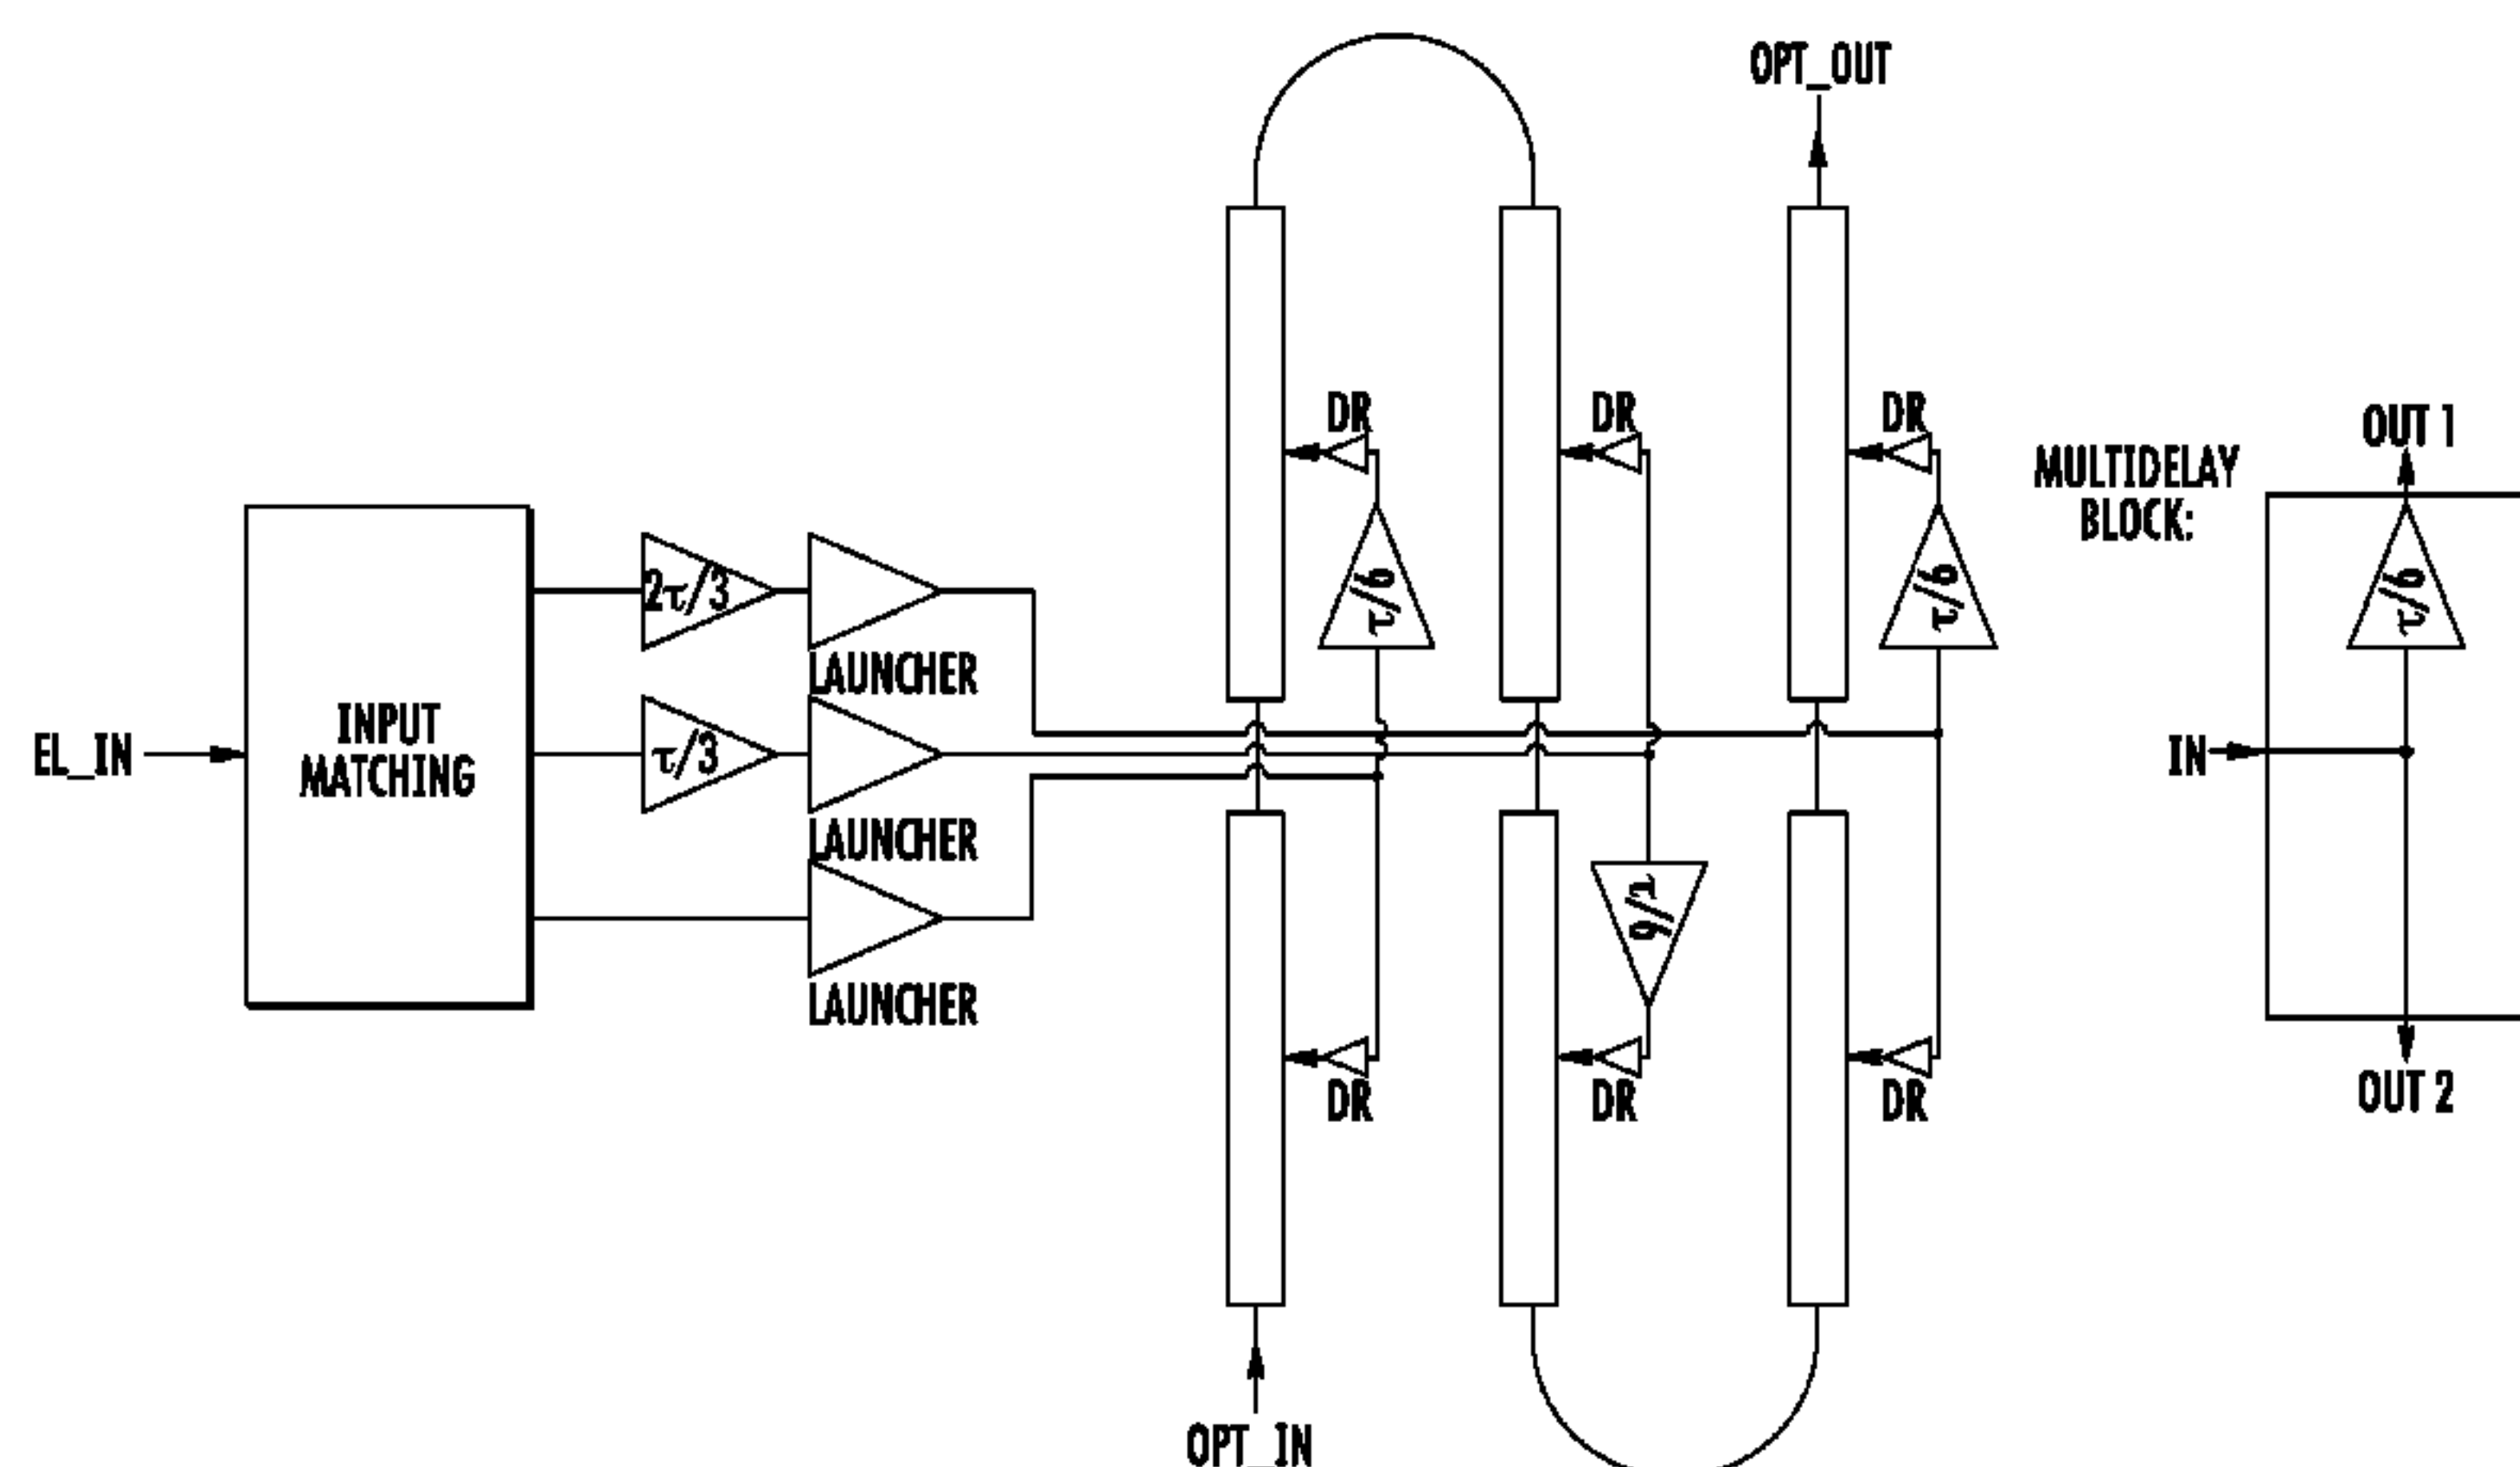 OPT_OUT
DR
DR
DR
OUT 1
MULTIDELAY
BLOCK:
2τ/3
τ/6
τ/6
τ/6
LAUNCHER
INPUT
MATCHING
EL_IN
τ/3
IN
LAUNCHER
τ/6
LAUNCHER
DR
DR
DR
OUT 2
OPT_IN